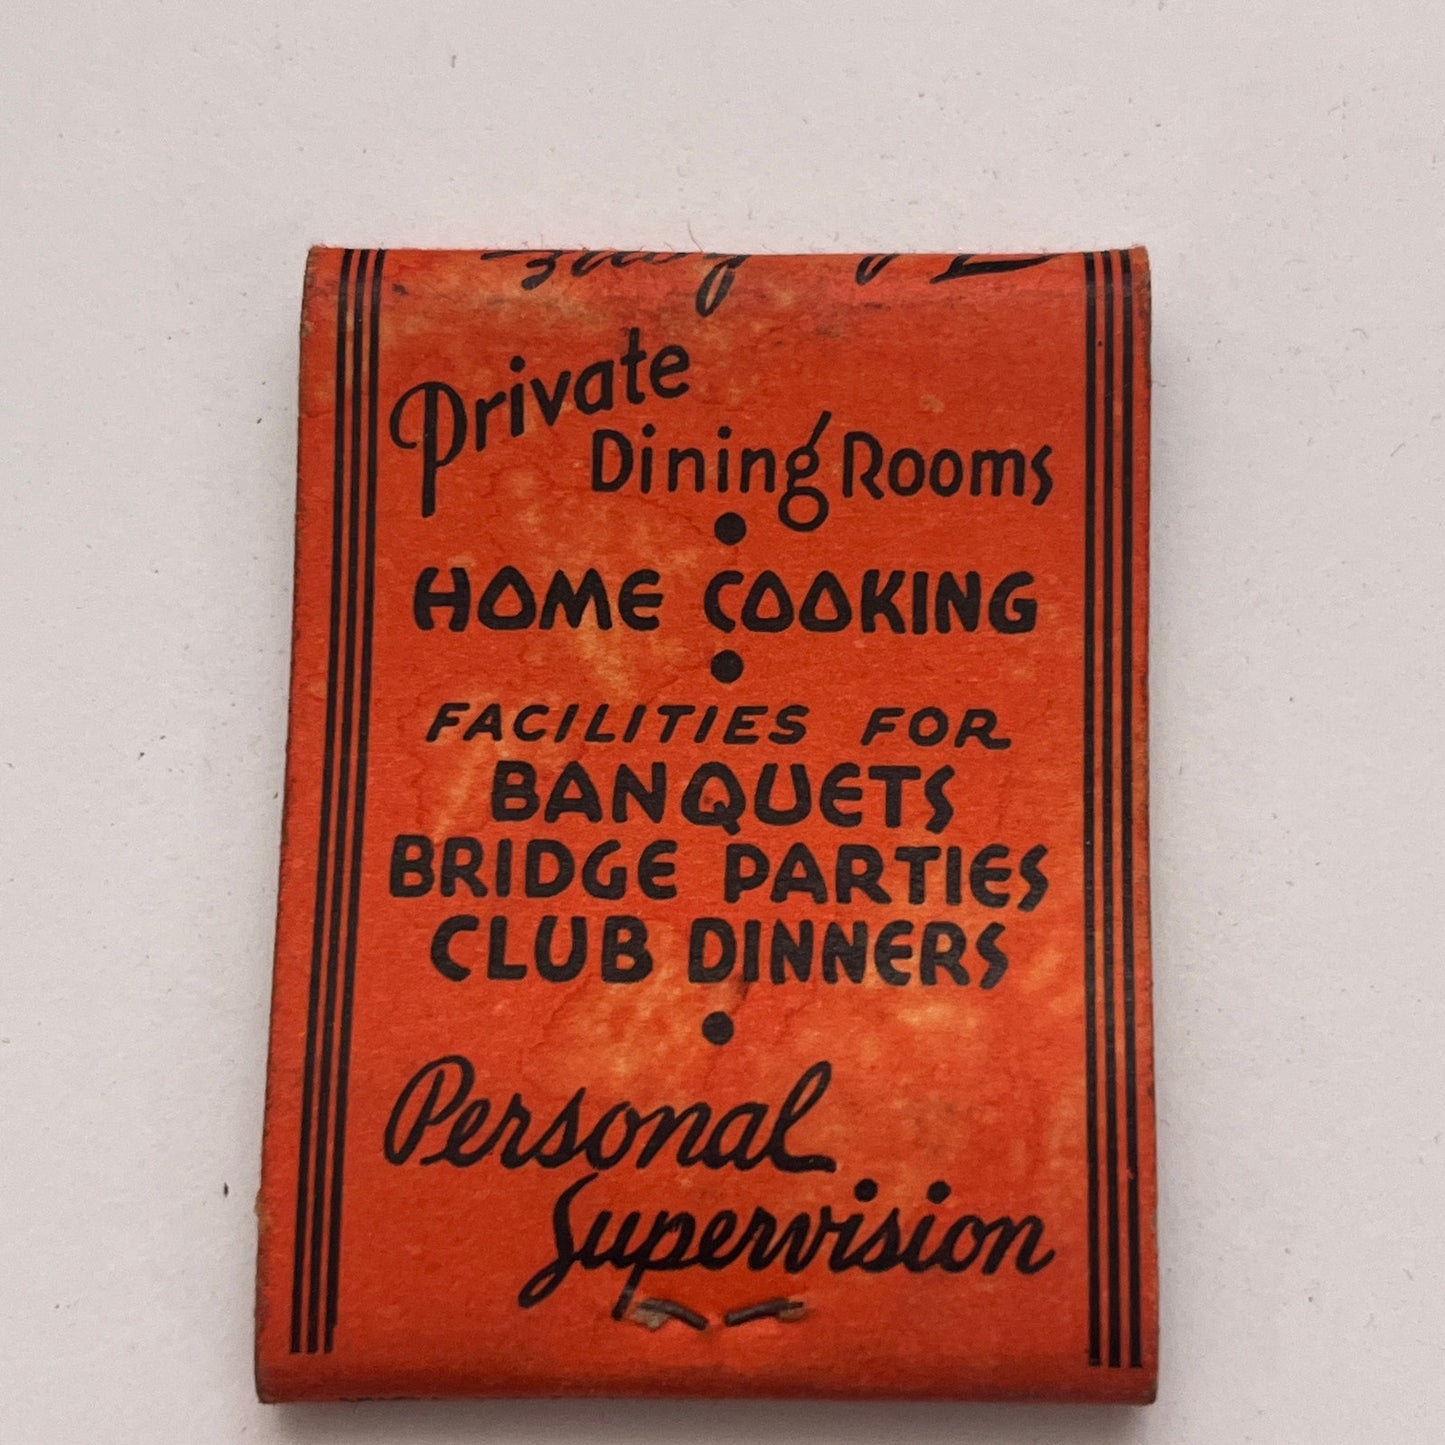 Private
Dining Rooms
HOME COOKING
FACILITIES FOR
BANQUETS
BRIDGE PARTIES
CLUB DINNERS
Personal
Supervision